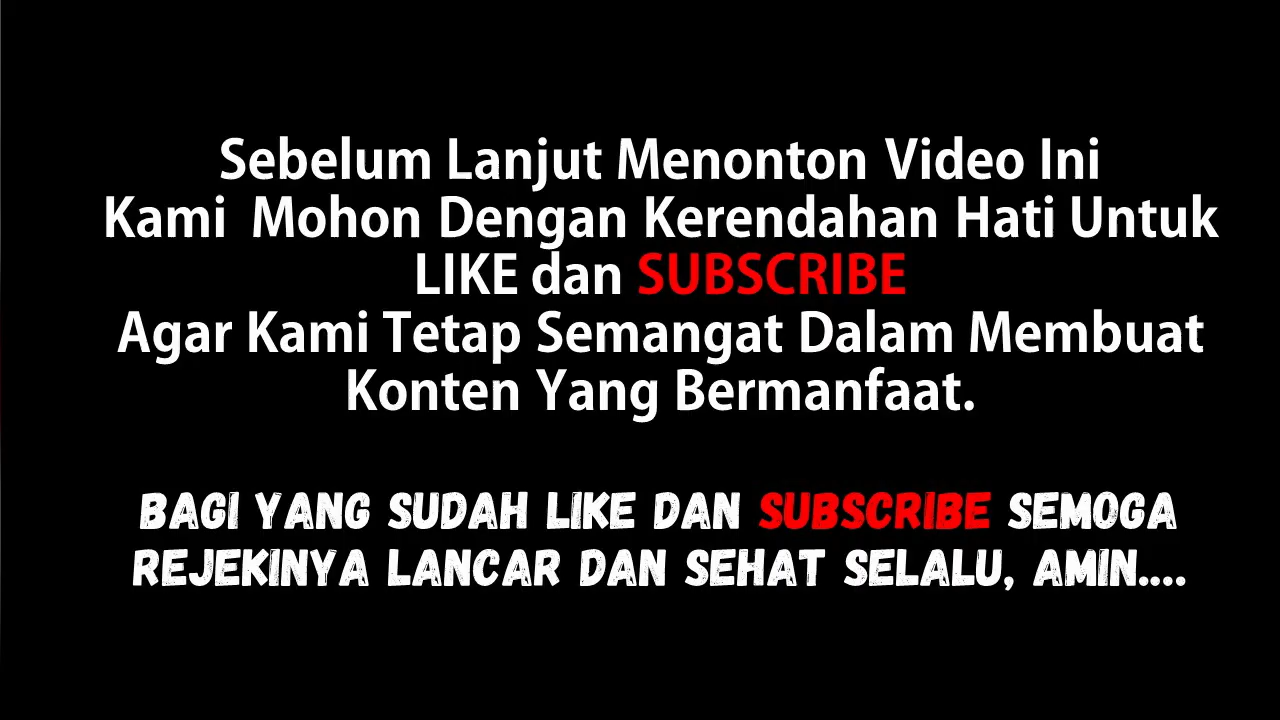 Sebelum Lanjut Menonton Video Ini
Kami Mohon Dengan Kerendahan Hati Untuk
LIKE dan SUBSCRIBE
Agar Kami Tetap Semangat Dalam Membuat
Konten Yang Bermanfaat.
BAGI YANG SUDAH LIKE DAN SUBSCRIBE SEMOGA
REJEKINYA LANCAR DAN SEHAT SELALU, AMIN....